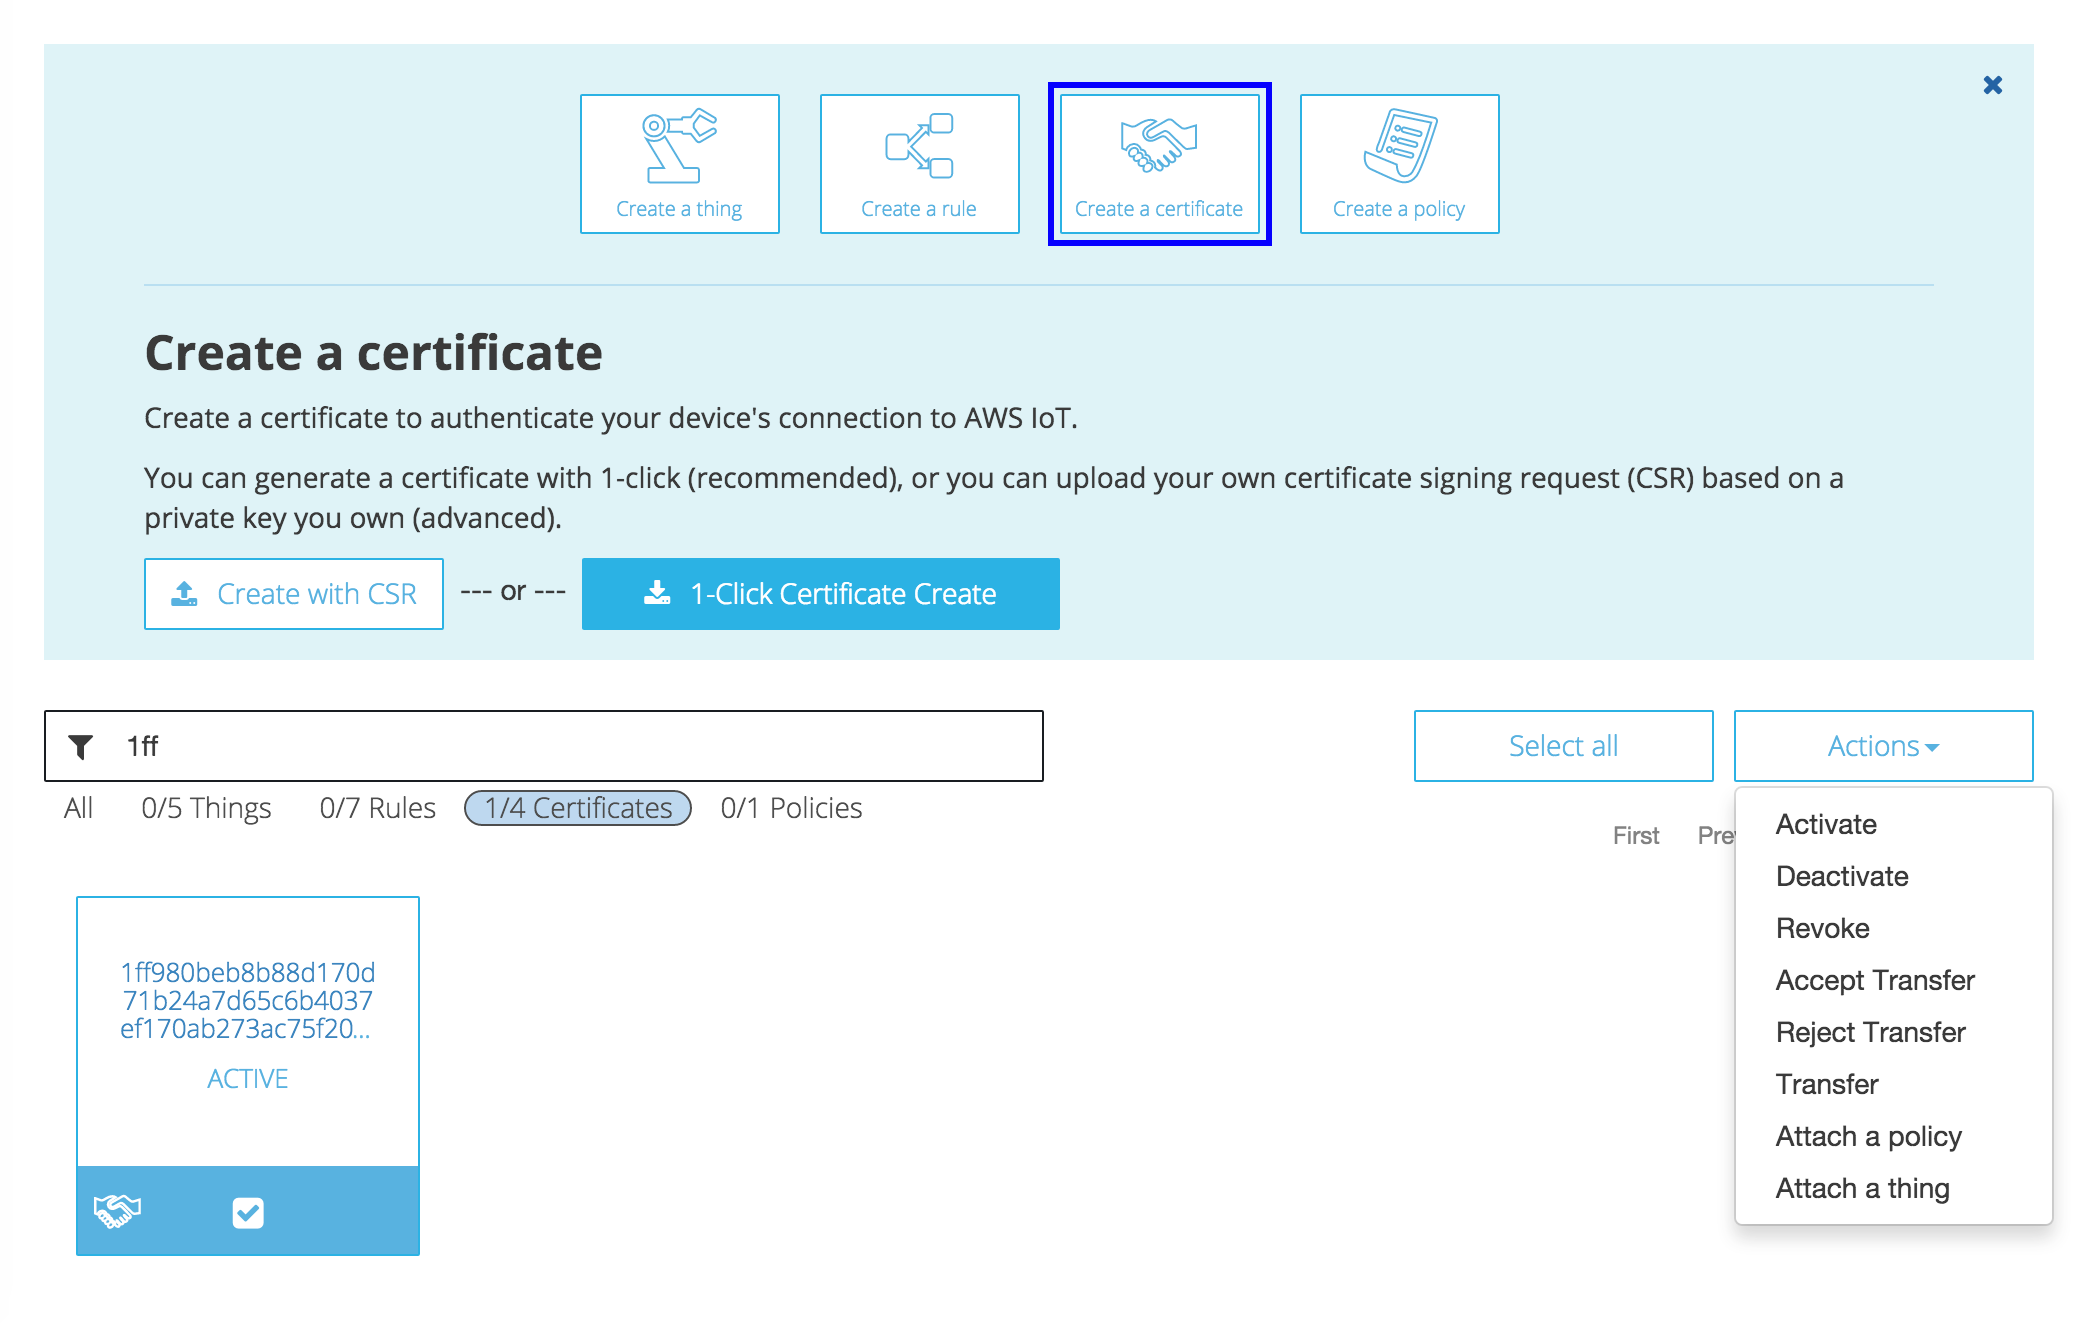 Create a thing
Create a rule
Create a certificate
Create a policy
Create a certificate
Create a certificate to authenticate your device's connection to AWS IoT.
You can generate a certificate with 1-click (recommended), or you can upload your own certificate signing request (CSR) based on a
private key you own (advanced).
Create with CSR
--- or ---
1-Click Certificate Create
1ff
Select all
Actions
All
0/5 Things
0/7 Rules
1/4 Certificates
0/1 Policies
First
Activate
Deactivate
Revoke
Accept Transfer
Reject Transfer
Transfer
Attach a policy
Attach a thing
1ff980beb8b88d170d
71b24a7d65c6b4037
ef170ab273ac75f20...
ACTIVE